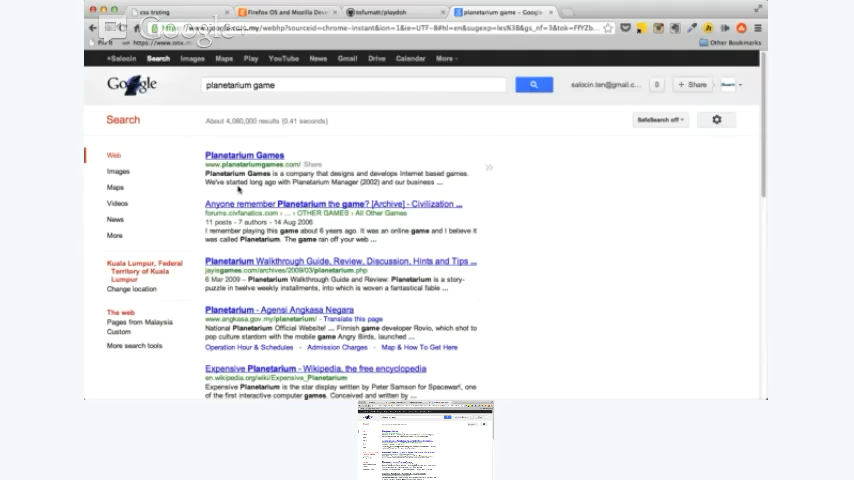 css trsting
Firefox OS and Mozilla Dev
tofumatt/playdoh
planetarium game - Google
Google+
Other Bookmarks
+Salocin Search Images Maps Play YouTube News Gmail Drive Calendar More
Google
planetarium game
salocin.ten@gmail.c... 0 + Share
Search
About 4,080,000 results (0.41 seconds)
SafeSearch off
Web
Images
Maps
Videos
News
More
Kuala Lumpur, Federal
Territory of Kuala
Lumpur
Change location
The web
Pages from Malaysia
Custom
More search tools
Planetarium Games
www.planetariumgames.com/ Share
Planetarium Games is a company that designs and develops Internet based games.
We've started long ago with Planetarium Manager (2002) and our business ...
Anyone remember Planetarium the game? [Archive] - Civilization ...
forums.civfanatics.com › ... › OTHER GAMES › All Other Games
11 posts - 7 authors - 14 Aug 2006
I remember playing this game about 6 years ago. It was an online game and I believe it
was called Planetarium. The game ran off your web ...
Planetarium Walkthrough Guide, Review, Discussion, Hints and Tips ...
jayisgames.com/archives/2009/03/planetarium.php
6 Mar 2009 – Planetarium Walkthrough Guide and Review: Planetarium is a story-
puzzle in twelve weekly installments, into which is woven a fantastical fable ...
Planetarium - Agensi Angkasa Negara
www.angkasa.gov.my/planetarium/ - Translate this page
National Planetarium Official Website! ... Finnish game developer Rovio, which shot to
pop culture stardom with the mobile game Angry Birds, launched ...
Operation Hour & Schedules - Admission Charges - Map & How To Get Here
Expensive Planetarium - Wikipedia, the free encyclopedia
en.wikipedia.org/wiki/Expensive_Planetarium
Expensive Planetarium is the star display written by Peter Samson for Spacewar!, one
of the first interactive computer games. Conceived and written by ...